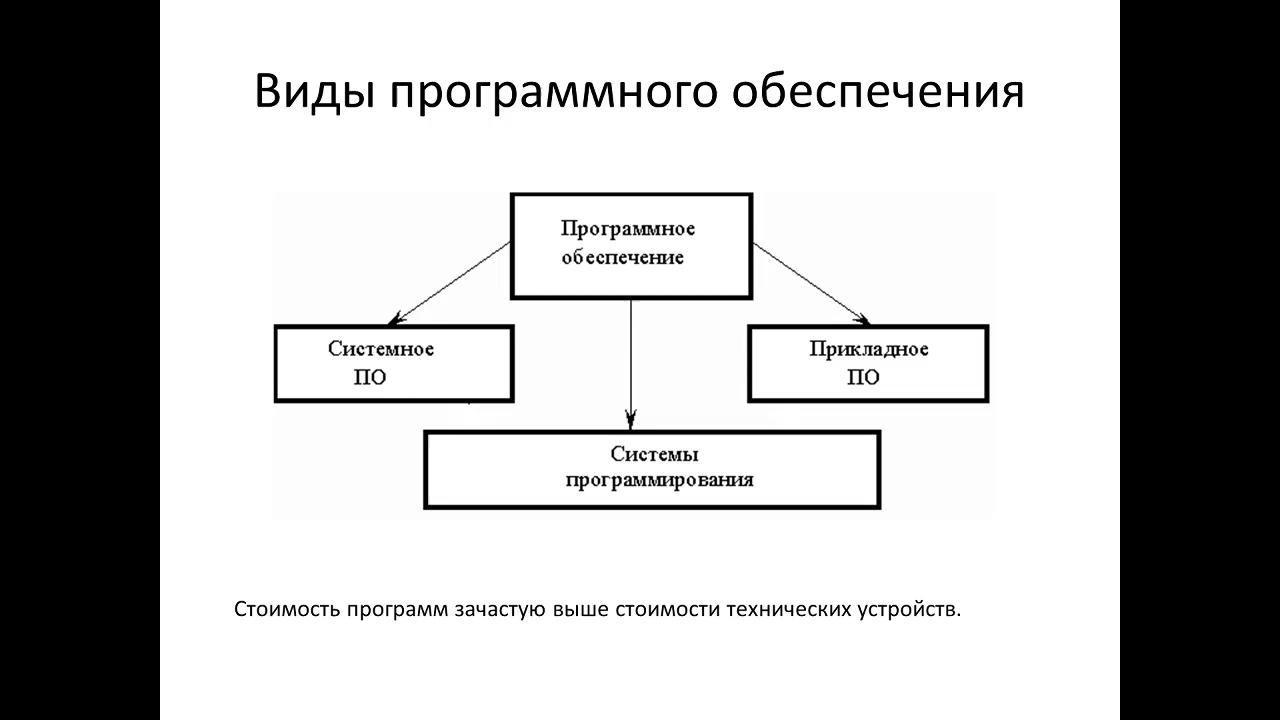 Виды программного обеспечения
Программное
обеспечение
Системное
ПО
Прикладное
ПО
Системы
программирования
Стоимость программ зачастую выше стоимости технических устройств.